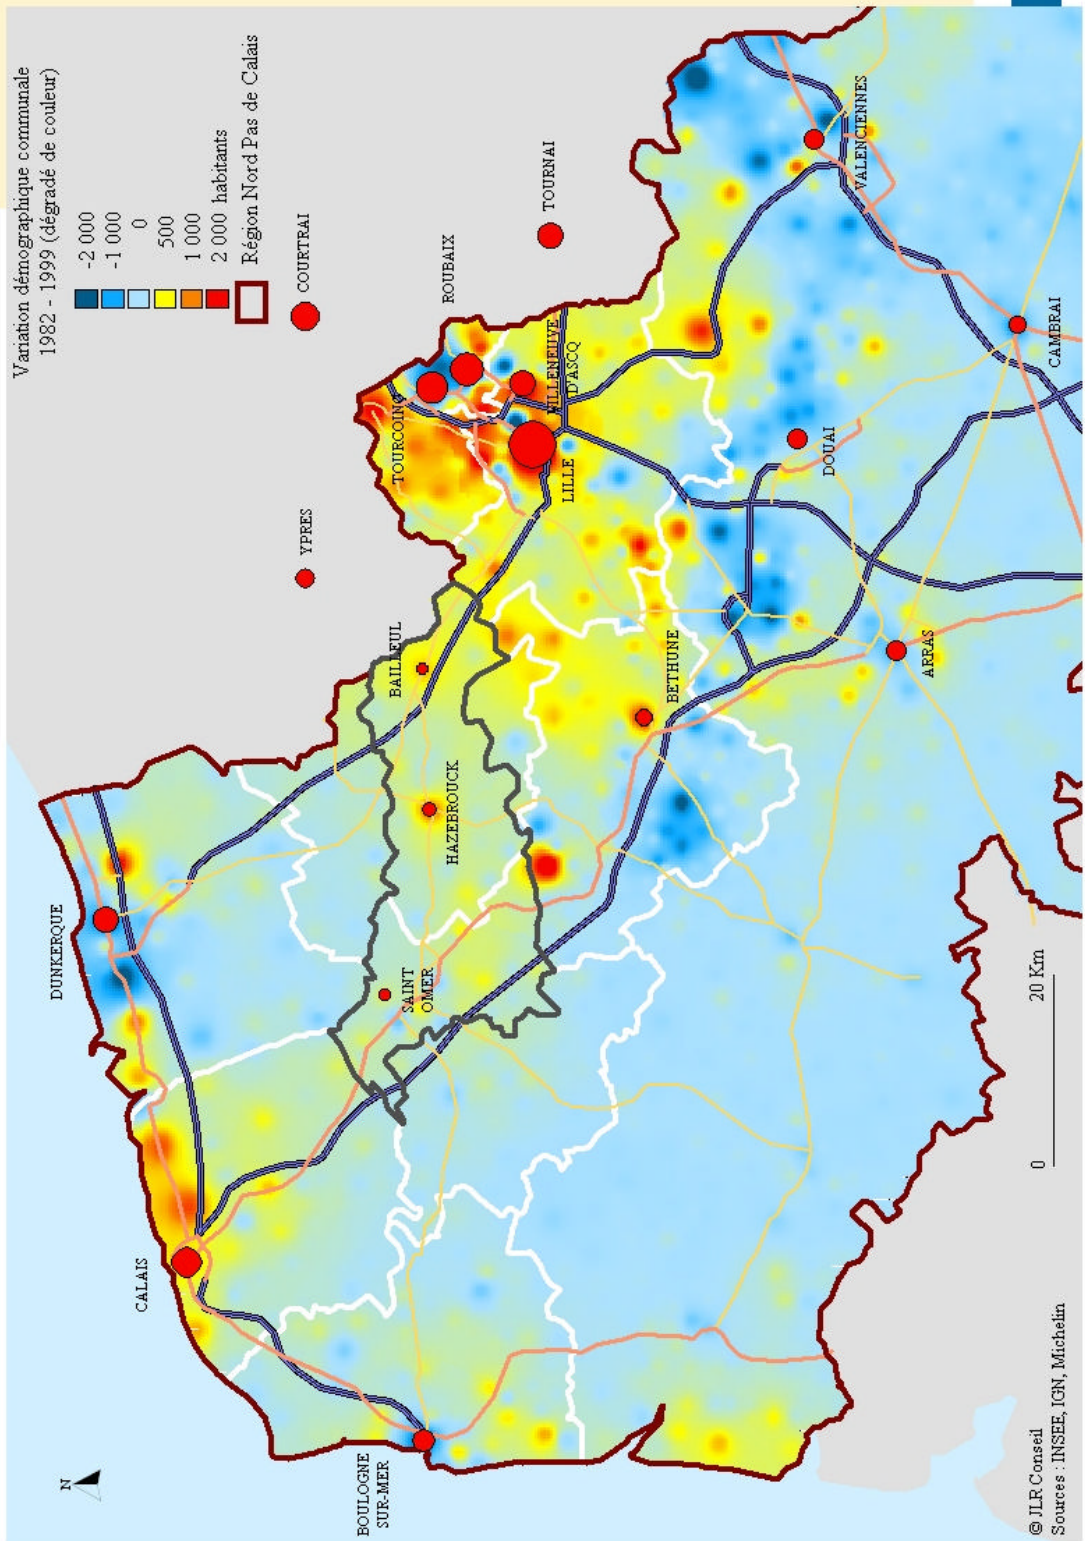 Variation démographique communale
1982 - 1999 (dégradé de couleur)
-2 000
-1 000
0
500
1 000
2 000 habitants
Région Nord Pas de Calais
N
DUNKERQUE
CALAIS
BOULOGNE
SUR-MER
SAINT
OMER
HAZEBROUCK
BAILLEUL
YPRES
COURTRAI
TOURCOING
ROUBAIX
TOURNAI
LILLE
VILLENEUVE
D'ASCQ
BETHUNE
DOUAI
VALENCIENNES
ARRAS
CAMBRAI
0
20 Km
© JLR Conseil
Sources : INSEE, IGN, Michelin